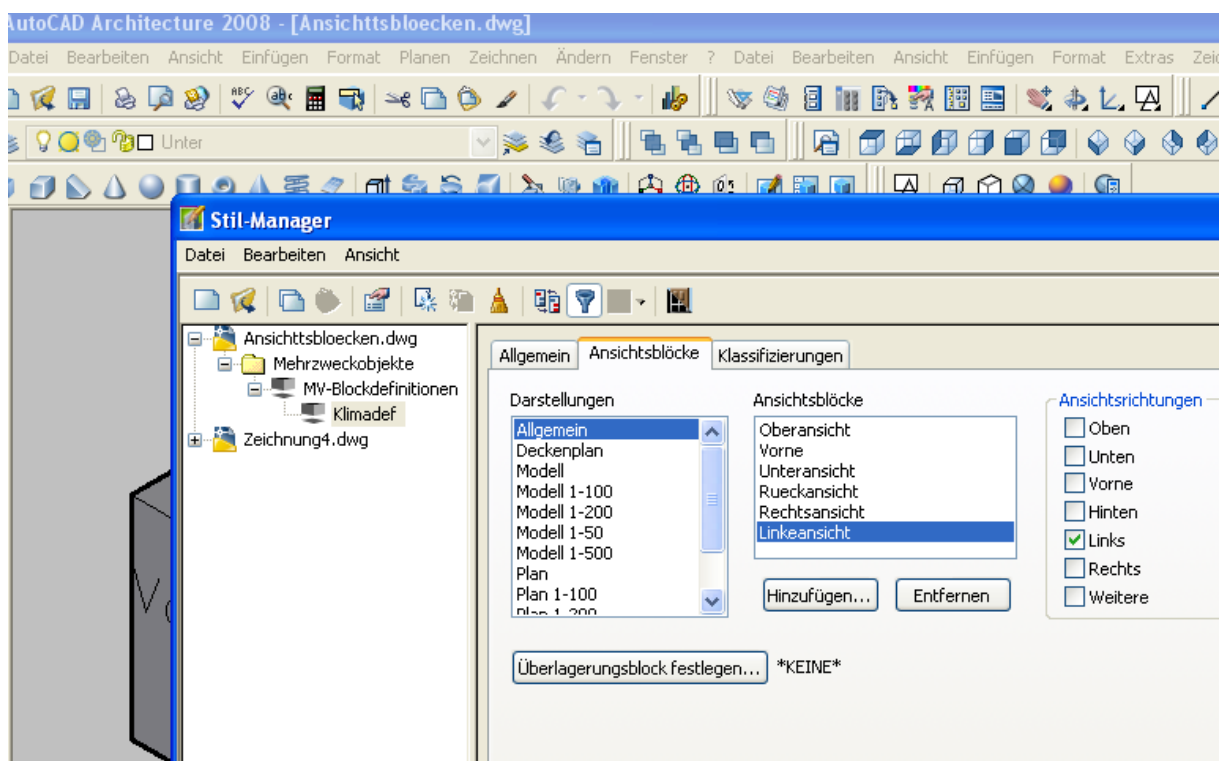 AutoCAD Architecture 2008 - [Ansichttsbloecken.dwg]
Datei Bearbeiten Ansicht Einfügen Format Planen Zeichnen Ändern Fenster ? Datei Bearbeiten Ansicht Einfügen Format Extras
Unter
Stil-Manager
Datei Bearbeiten Ansicht
Ansichttsbloecken.dwg
Mehrzweckobjekte
MV-Blockdefinitionen
Klimadef
Zeichnung4.dwg
Allgemein Ansichtsblöcke Klassifizierungen
Darstellungen
Allgemein
Deckenplan
Modell
Modell 1-100
Modell 1-200
Modell 1-50
Modell 1-500
Plan
Plan 1-100
Plan 1-200
Ansichtsblöcke
Oberansicht
Vorne
Unteransicht
Rueckansicht
Rechtsansicht
Linkeansicht
Hinzufügen... Entfernen
Ansichtsrichtungen
Oben
Unten
Vorne
Hinten
Links
Rechts
Weitere
Überlagerungsblock festlegen... *KEINE*